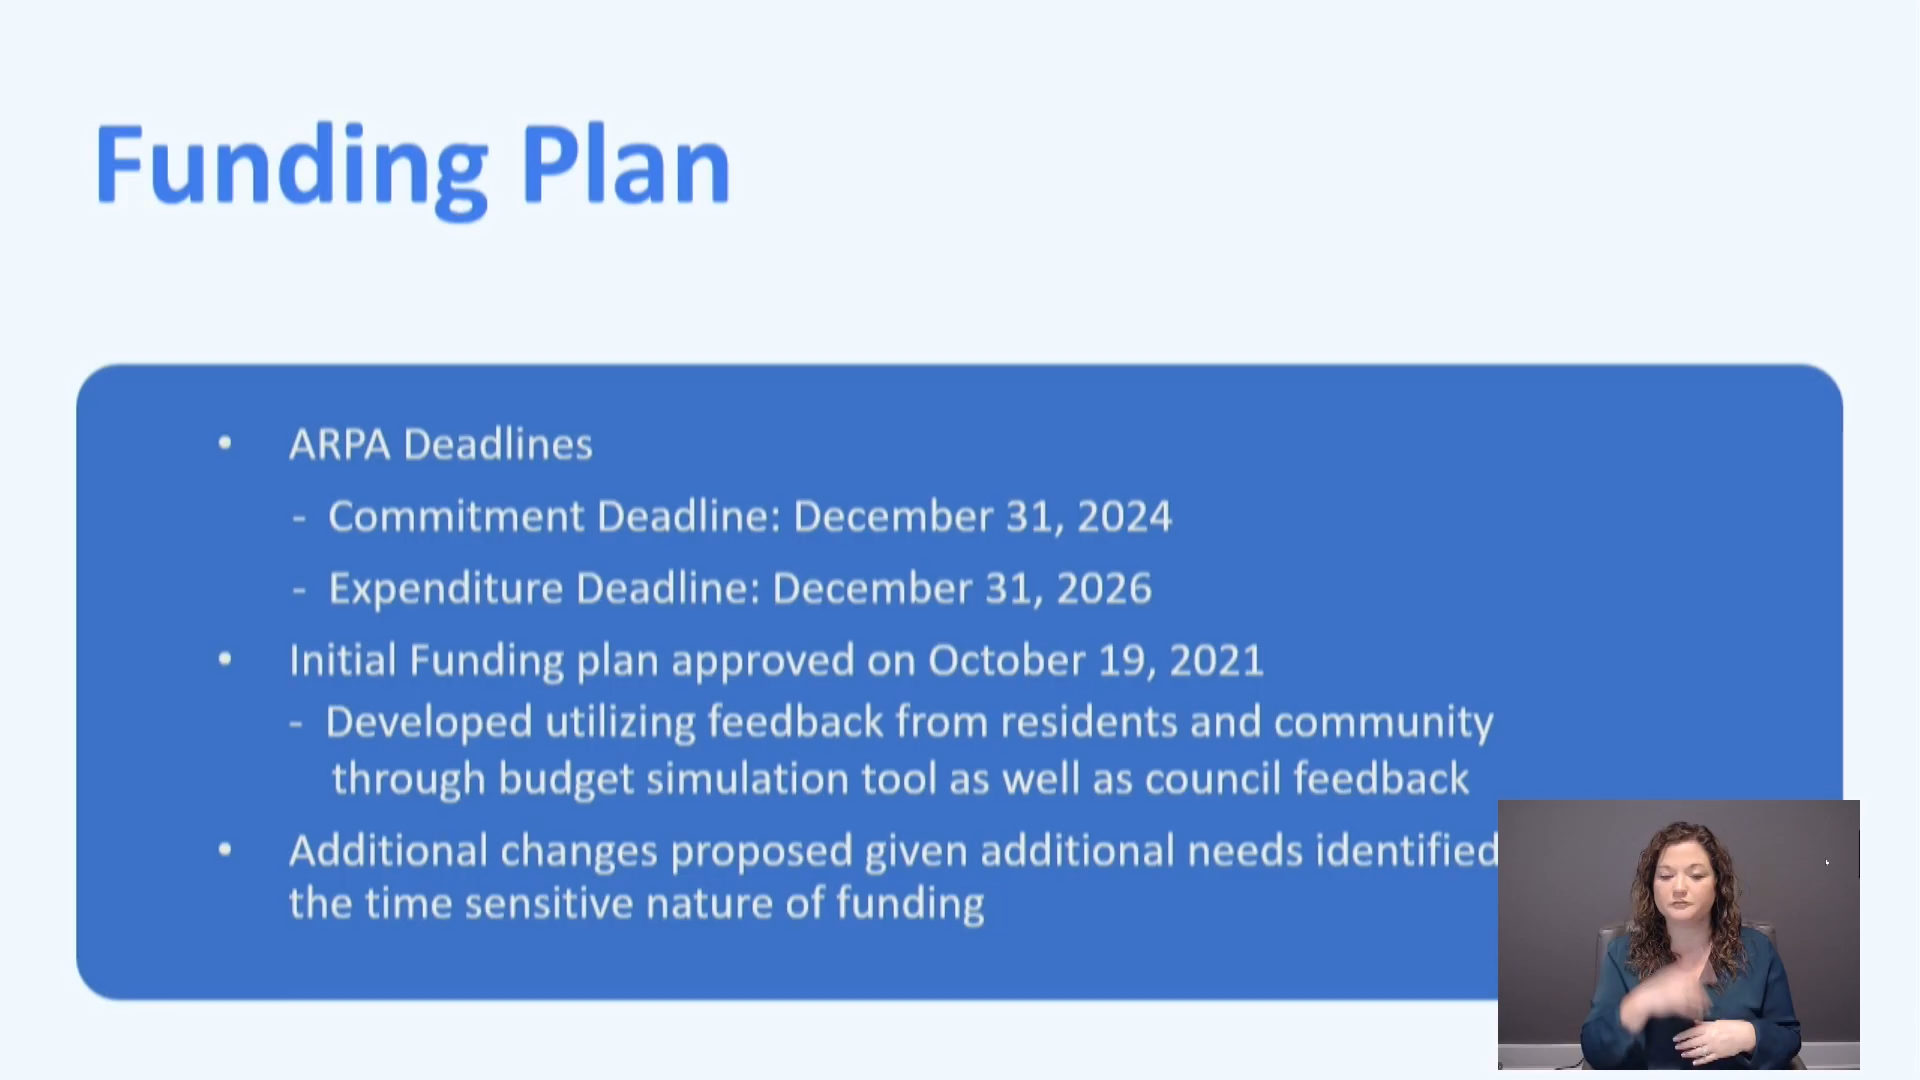 Funding Plan
• ARPA Deadlines
- Commitment Deadline: December 31, 2024
- Expenditure Deadline: December 31, 2026
• Initial Funding plan approved on October 19, 2021
- Developed utilizing feedback from residents and community
through budget simulation tool as well as council feedback
• Additional changes proposed given additional needs identified
the time sensitive nature of funding